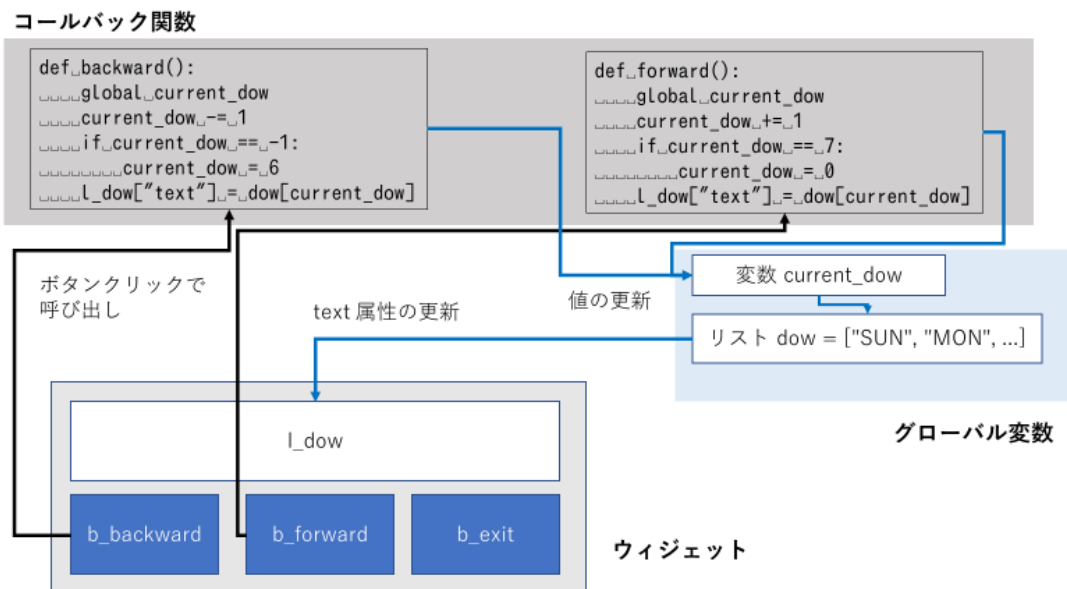 コールバック関数
def␣backward():
␣␣␣␣global␣current_dow
␣␣␣␣current_dow␣-=␣1
␣␣␣␣if␣current_dow␣==␣-1:
␣␣␣␣␣␣␣␣current_dow␣=␣6
␣␣␣␣l_dow["text"]␣=␣dow[current_dow]
def␣forward():
␣␣␣␣global␣current_dow
␣␣␣␣current_dow␣+=␣1
␣␣␣␣if␣current_dow␣==␣7:
␣␣␣␣␣␣␣␣current_dow␣=␣0
␣␣␣␣l_dow["text"]␣=␣dow[current_dow]
ボタンクリックで
呼び出し
text 属性の更新
値の更新
変数 current_dow
リスト dow = ["SUN", "MON", ...]
グローバル変数
l_dow
b_backward
b_forward
b_exit
ウィジェット